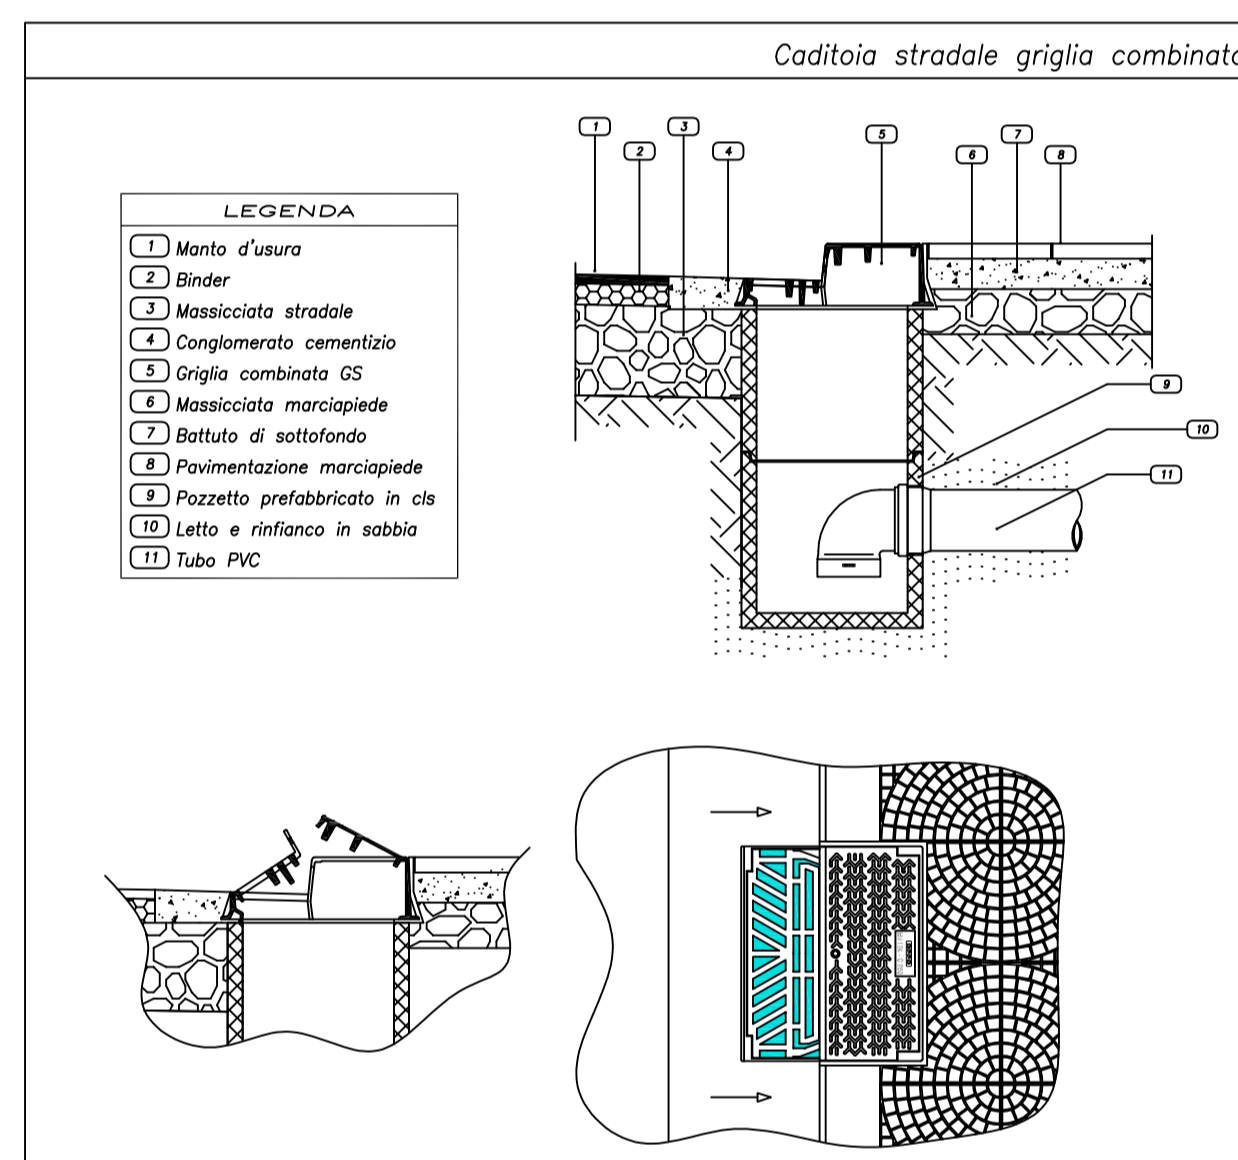 Caditoia stradale griglia combinata
1
3
5
7
2
4
6
8
LEGENDA
1 Manto d'usura
2 Binder
3 Massicciata stradale
4 Conglomerato cementizio
5 Griglia combinata GS
6 Massicciata marciapiede
7 Battuto di sottofondo
8 Pavimentazione marciapiede
9 Pozzetto prefabbricato in cls
10 Letto e rinfianco in sabbia
11 Tubo PVC
9
10
11